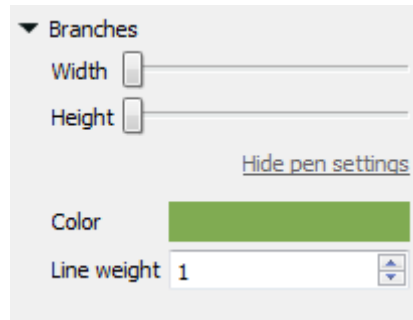 Branches
Width
Height
Hide pen settings
Color
Line weight 1